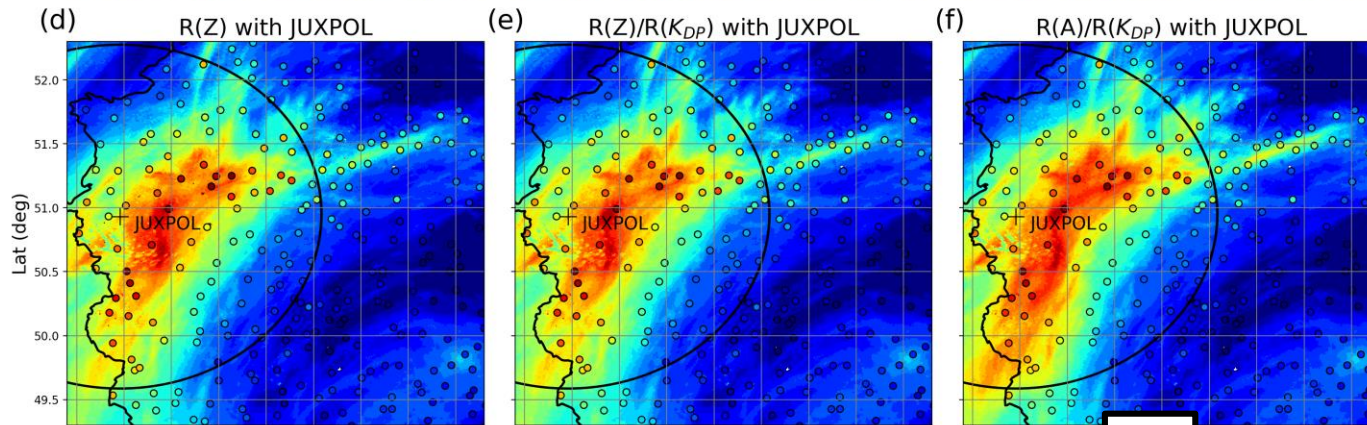 (d) R(Z) with JUXPOL
(e) R(Z)/R(K_DP) with JUXPOL
(f) R(A)/R(K_DP) with JUXPOL
Lat (deg)
52.0
51.5
51.0
50.5
50.0
49.5
JUXPOL
JUXPOL
JUXPOL